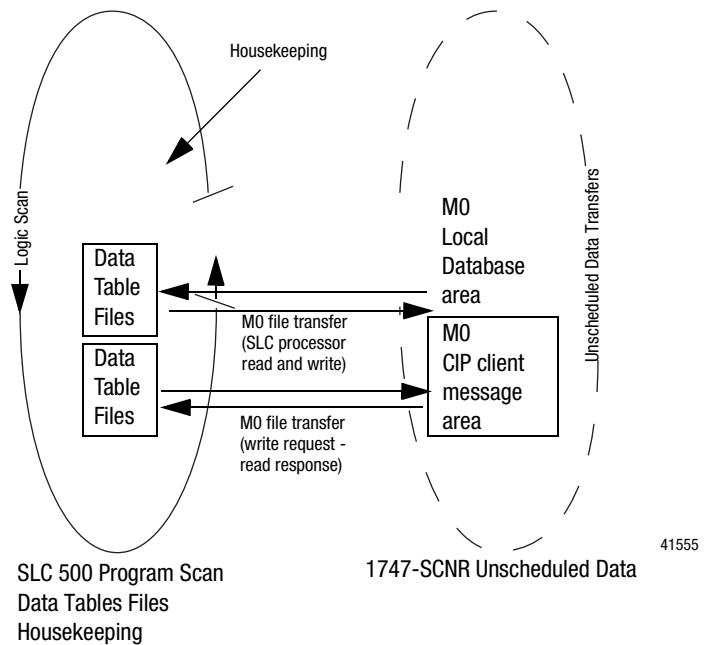 Housekeeping
Logic Scan
Data
Table
Files
Data
Table
Files
M0 file transfer
(SLC processor
read and write)
M0 file transfer
(write request -
read response)
M0
Local
Database
area
M0
CIP client
message
area
Unscheduled Data Transfers
41555
SLC 500 Program Scan
Data Tables Files
Housekeeping
1747-SCNR Unscheduled Data